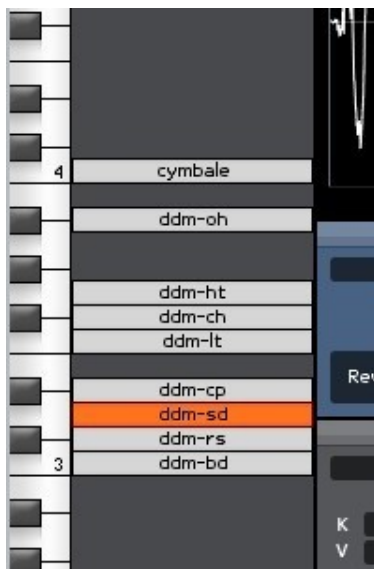 4
cymbale
ddm-oh
ddm-ht
ddm-ch
ddm-lt
Re
ddm-cp
ddm-sd
ddm-rs
3
ddm-bd
K
V